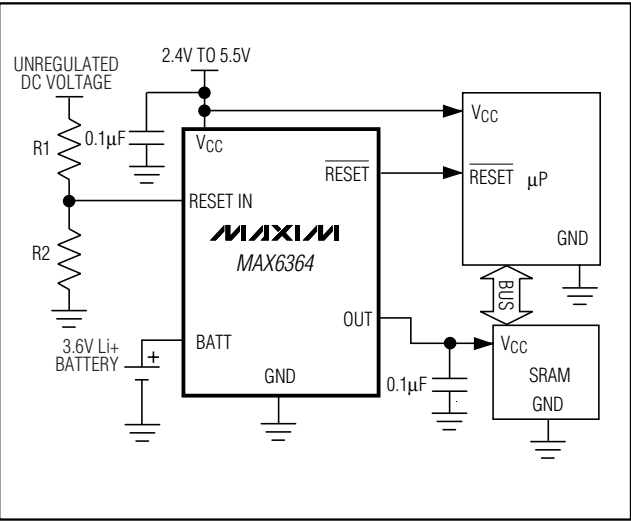 2.4V TO 5.5V
UNREGULATED
DC VOLTAGE
R1
0.1µF
VCC
VCC
RESET
RESET
µP
RESET IN
MAXIM
MAX6364
R2
GND
BUS
OUT
3.6V Li+
BATTERY
+
BATT
VCC
GND
0.1µF
SRAM
GND